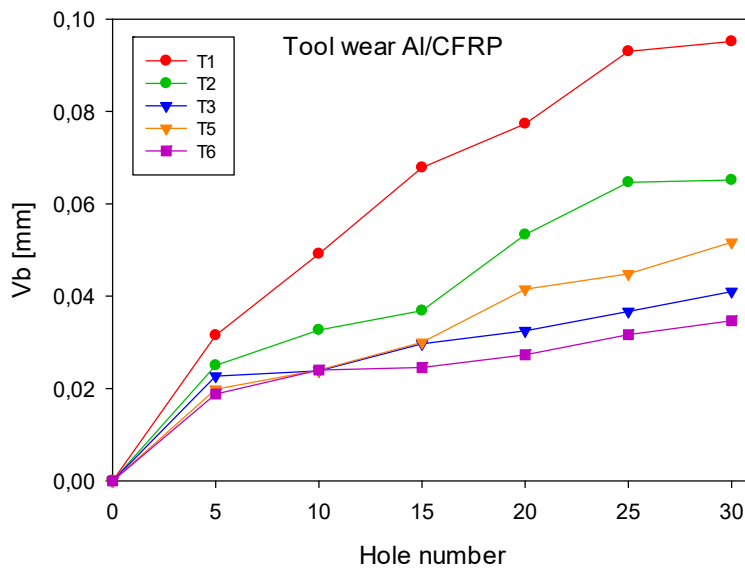 Tool wear Al/CFRP
T1
T2
T3
T5
T6
Vb [mm]
0,10
0,08
0,06
0,04
0,02
0,00
0 5 10 15 20 25 30
Hole number